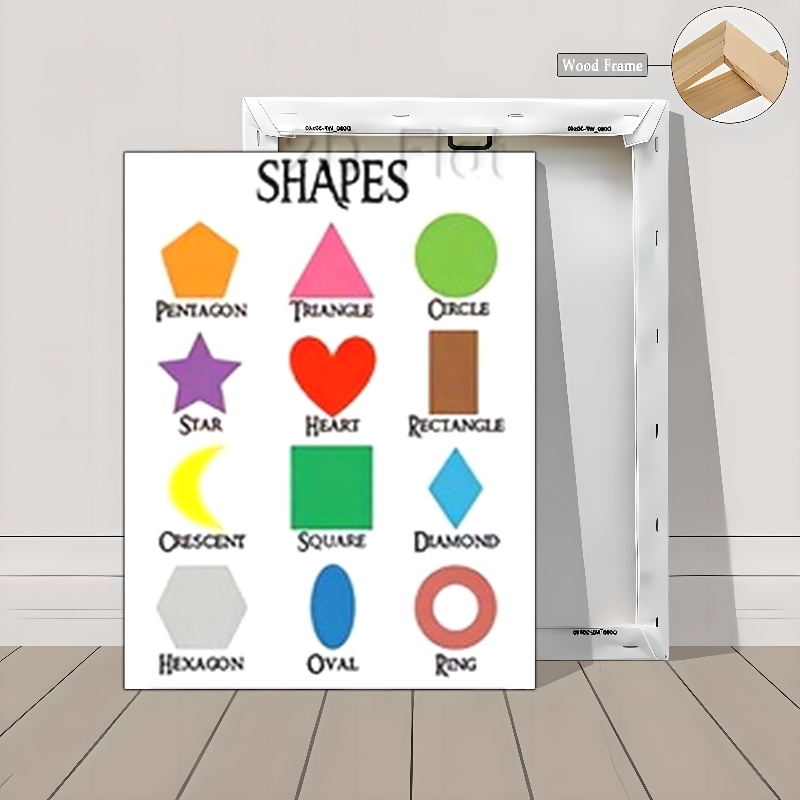 Wood Frame
SHAPES
PENTAGON TRIANGLE CIRCLE
STAR HEART RECTANGLE
CRESCENT SQUARE DIAMOND
HEXAGON OVAL RING